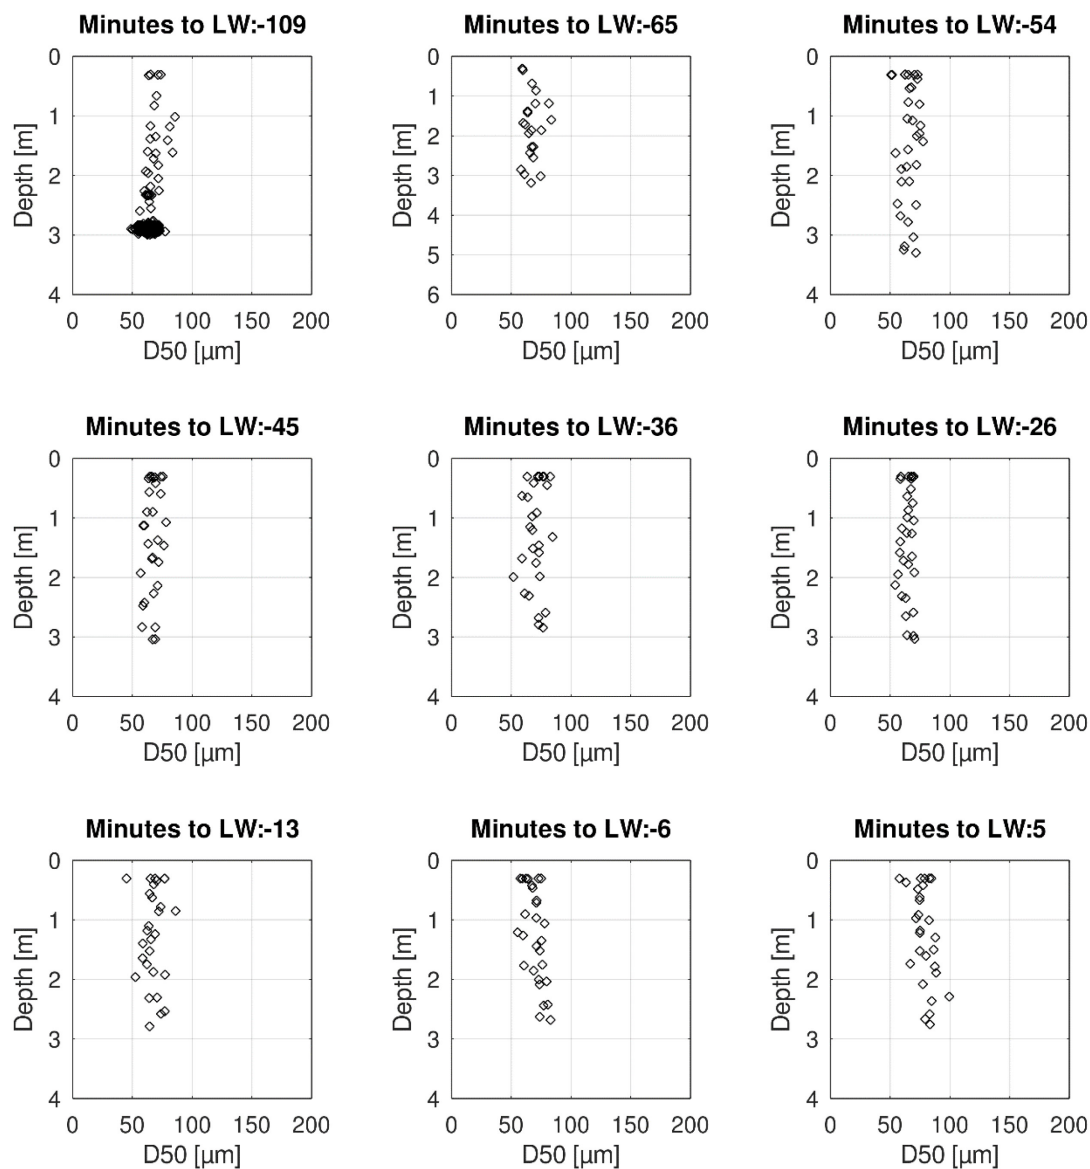 Minutes to LW:-109
Minutes to LW:-65
Minutes to LW:-54
0
1
2
3
4
Depth [m]
0 50 100 150 200
D50 [µm]
0
1
2
3
4
5
6
Depth [m]
0 50 100 150 200
D50 [µm]
0
1
2
3
4
Depth [m]
0 50 100 150 200
D50 [µm]
Minutes to LW:-45
Minutes to LW:-36
Minutes to LW:-26
0
1
2
3
4
Depth [m]
0 50 100 150 200
D50 [µm]
0
1
2
3
4
Depth [m]
0 50 100 150 200
D50 [µm]
0
1
2
3
4
Depth [m]
0 50 100 150 200
D50 [µm]
Minutes to LW:-13
Minutes to LW:-6
Minutes to LW:5
0
1
2
3
4
Depth [m]
0 50 100 150 200
D50 [µm]
0
1
2
3
4
Depth [m]
0 50 100 150 200
D50 [µm]
0
1
2
3
4
Depth [m]
0 50 100 150 200
D50 [µm]